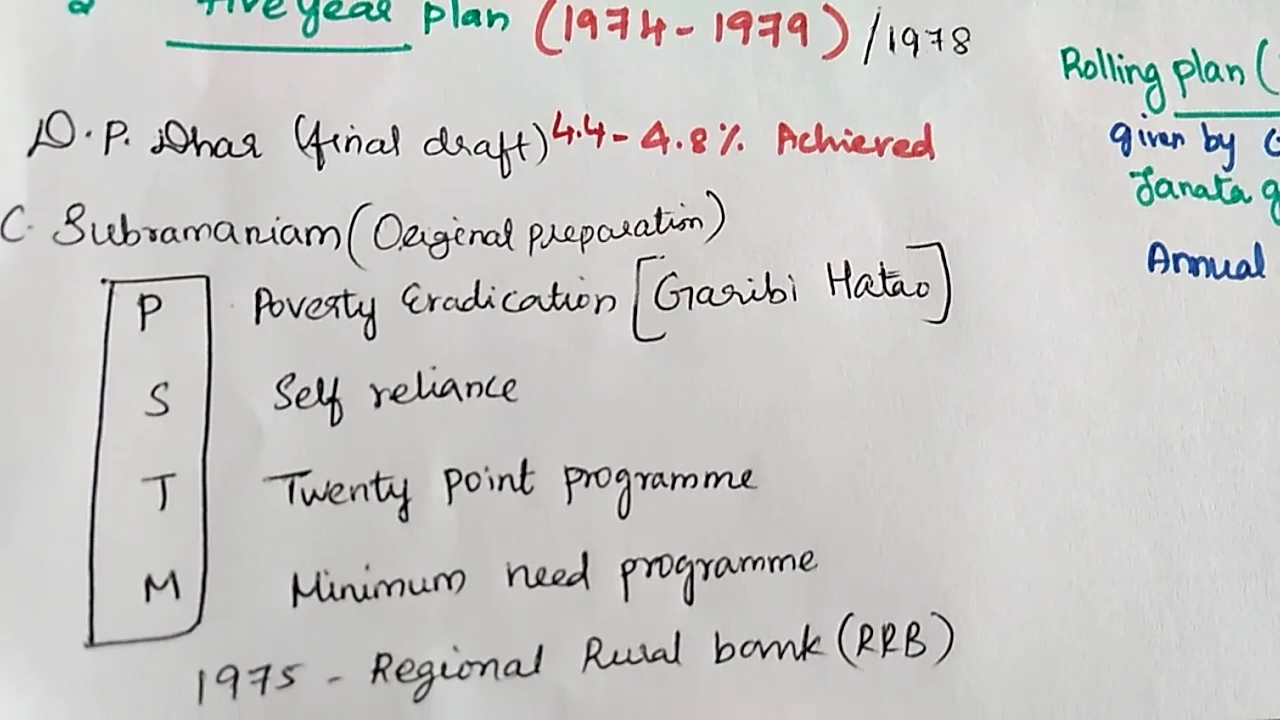 Five year plan (1974-1979)/1978
D.P. Dhar (final draft) 4.4-4.8% Achieved
C. Subramaniam (Original preparation)
P Poverty Eradication [Garibi Hatao]
S Self reliance
T Twenty point programme
M Minimum need programme
1975 - Regional Rural bank (RRB)
Rolling plan (
given by
Janata g
Annual